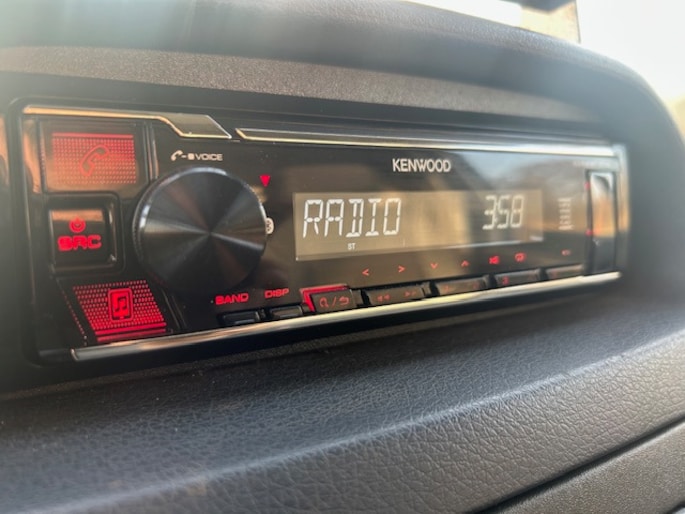 VOICE
KENWOOD
RADIO 358
ST
SRC
BAND DISP